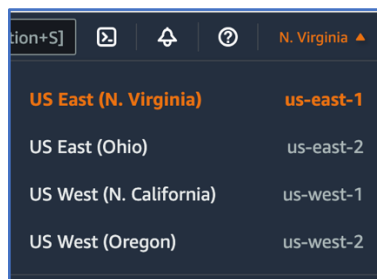 tion+S] N. Virginia ▲
US East (N. Virginia) us-east-1
US East (Ohio) us-east-2
US West (N. California) us-west-1
US West (Oregon) us-west-2